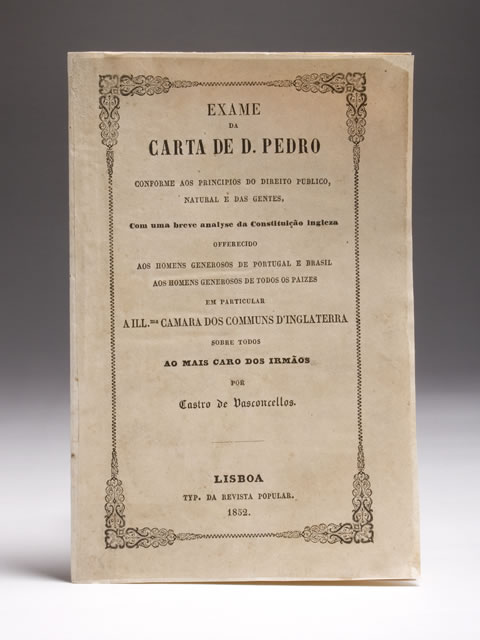 EXAME
DA
CARTA DE D. PEDRO
CONFORME AOS PRINCIPIOS DO DIREITO PUBLICO,
NATURAL E DAS GENTES,
Com uma breve analyse da Constituição ingleza
OFFERECIDO
AOS HOMENS GENEROSOS DE PORTUGAL E BRASIL
AOS HOMENS GENEROSOS DE TODOS OS PAIZES
EM PARTICULAR
A ILL.ma CAMARA DOS COMMUNS D'INGLATERRA
SOBRE TODOS
AO MAIS CARO DOS IRMÃOS
POR
Castro de Vasconcellos.
LISBOA
TYP. DA REVISTA POPULAR.
1852.